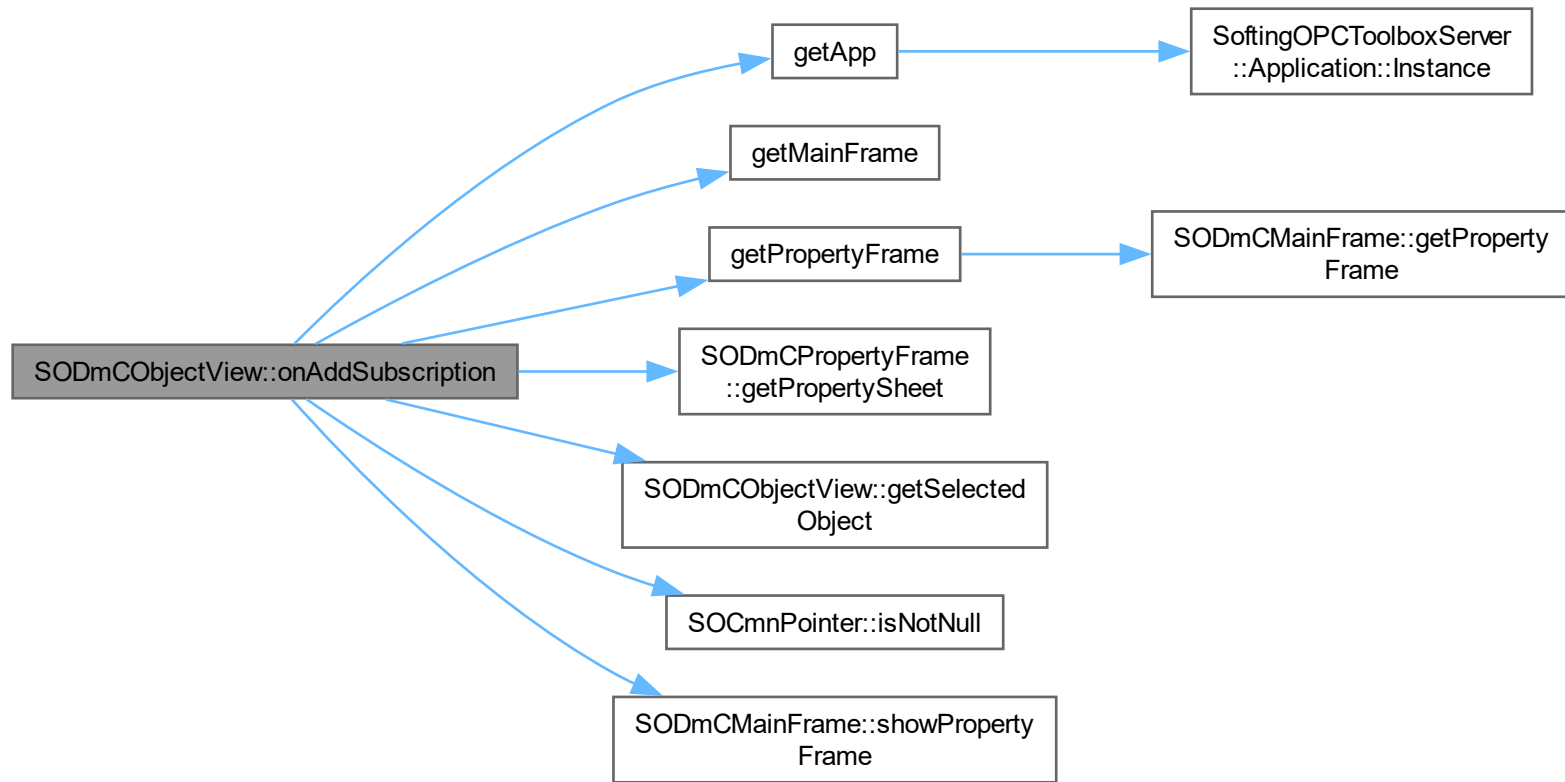 getApp
SoftingOPCToolboxServer
::Application::Instance
getMainFrame
getPropertyFrame
SODmCMainFrame::getProperty
Frame
SODmCObjectView::onAddSubscription
SODmCPropertyFrame
::getPropertySheet
SODmCObjectView::getSelected
Object
SOCmnPointer::isNotNull
SODmCMainFrame::showProperty
Frame